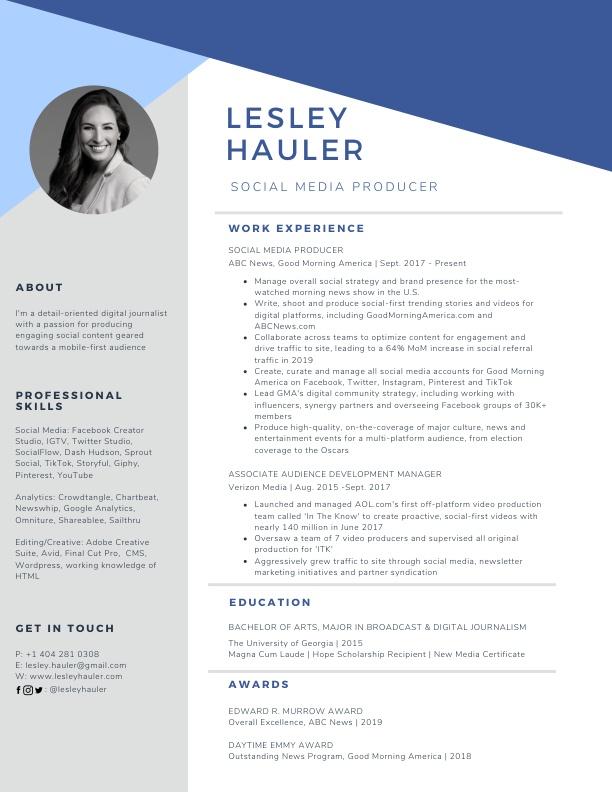 LESLEY
HAULER
SOCIAL MEDIA PRODUCER
ABOUT
I'm a detail-oriented digital journalist
with a passion for producing
engaging social content geared
towards a mobile-first audience
PROFESSIONAL
SKILLS
Social Media: Facebook Creator
Studio, IGTV, Twitter Studio,
SocialFlow, Dash Hudson, Sprout
Social, TikTok, Storyful, Giphy,
Pinterest, YouTube
Analytics: Crowdtangle, Chartbeat,
Newswhip, Google Analytics,
Omniture, Shareablee, Sailthru
Editing/Creative: Adobe Creative
Suite, Avid, Final Cut Pro, CMS,
Wordpress, working knowledge of
HTML
GET IN TOUCH
P: +1 404 281 0308
E: lesley.hauler@gmail.com
W: www.lesleyhauler.com
: @lesleyhauler
WORK EXPERIENCE
SOCIAL MEDIA PRODUCER
ABC News, Good Morning America | Sept. 2017 - Present
• Manage overall social strategy and brand presence for the most-
watched morning news show in the U.S.
• Write, shoot and produce social-first trending stories and videos for
digital platforms, including GoodMorningAmerica.com and
ABCNews.com
• Collaborate across teams to optimize content for engagement and
drive traffic to site, leading to a 64% MoM increase in social referral
traffic in 2019
• Create, curate and manage all social media accounts for Good Morning
America on Facebook, Twitter, Instagram, Pinterest and TikTok
• Lead GMA's digital community strategy, including working with
influencers, synergy partners and overseeing Facebook groups of 30K+
members
• Produce high-quality, on-the-coverage of major culture, news and
entertainment events for a multi-platform audience, from election
coverage to the Oscars
ASSOCIATE AUDIENCE DEVELOPMENT MANAGER
Verizon Media | Aug. 2015 -Sept. 2017
• Launched and managed AOL.com's first off-platform video production
team called 'In The Know' to create proactive, social-first videos with
nearly 140 million in June 2017
• Oversaw a team of 7 video producers and supervised all original
production for 'ITK'
• Aggressively grew traffic to site through social media, newsletter
marketing initiatives and partner syndication
EDUCATION
BACHELOR OF ARTS, MAJOR IN BROADCAST & DIGITAL JOURNALISM
The University of Georgia | 2015
Magna Cum Laude | Hope Scholarship Recipient | New Media Certificate
AWARDS
EDWARD R. MURROW AWARD
Overall Excellence, ABC News | 2019
DAYTIME EMMY AWARD
Outstanding News Program, Good Morning America | 2018